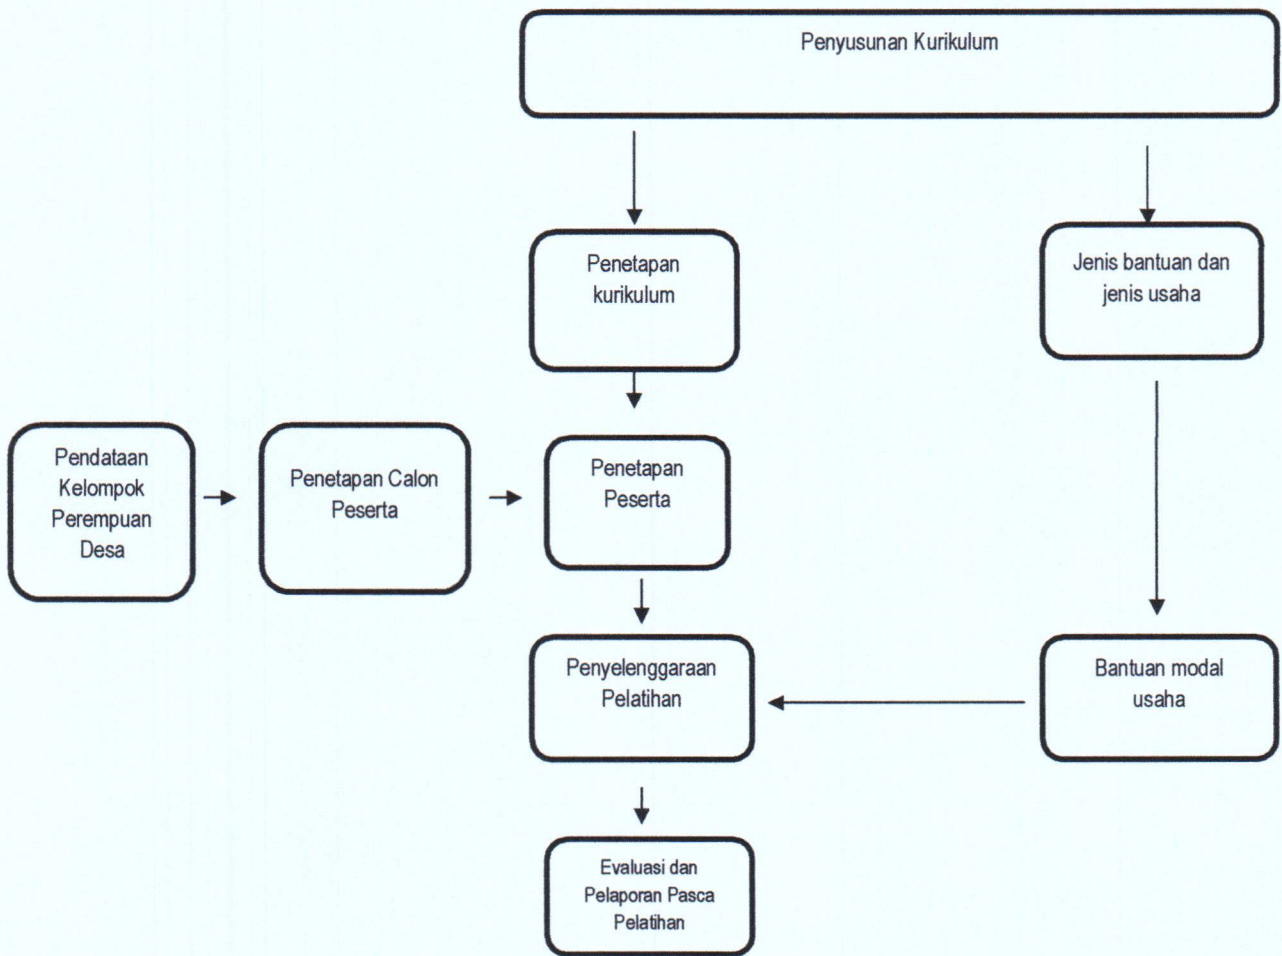 Penyusunan Kurikulum
Penetapan
kurikulum
Jenis bantuan dan
jenis usaha
Pendataan
Kelompok
Perempuan
Desa
Penetapan Calon
Peserta
Penetapan
Peserta
Penyelenggaraan
Pelatihan
Bantuan modal
usaha
Evaluasi dan
Pelaporan Pasca
Pelatihan